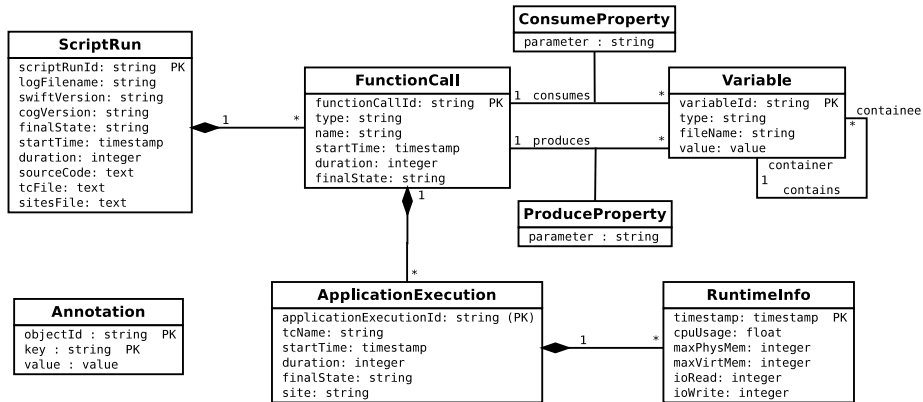 ConsumeProperty
parameter : string
ScriptRun
scriptRunId: string  PK
logFilename: string
swiftVersion: string
cogVersion: string
finalState: string
startTime: timestamp
duration: integer
sourceCode: text
tcFile: text
sitesFile: text
1
*
FunctionCall
functionCallId: string  PK
type: string
name: string
startTime: timestamp
duration: integer
finalState: string
1 consumes
*
1 produces
*
Variable
variableId: string  PK
type: string
fileName: string
value: value
containee
*
container
1
contains
ProduceProperty
parameter : string
1
*
Annotation
objectId : string  PK
key : string  PK
value : value
ApplicationExecution
applicationExecutionId: string (PK)
tcName: string
startTime: timestamp
duration: integer
finalState: string
site: string
1
*
RuntimeInfo
timestamp: timestamp  PK
cpuUsage: float
maxPhysMem: integer
maxVirtMem: integer
ioRead: integer
ioWrite: integer